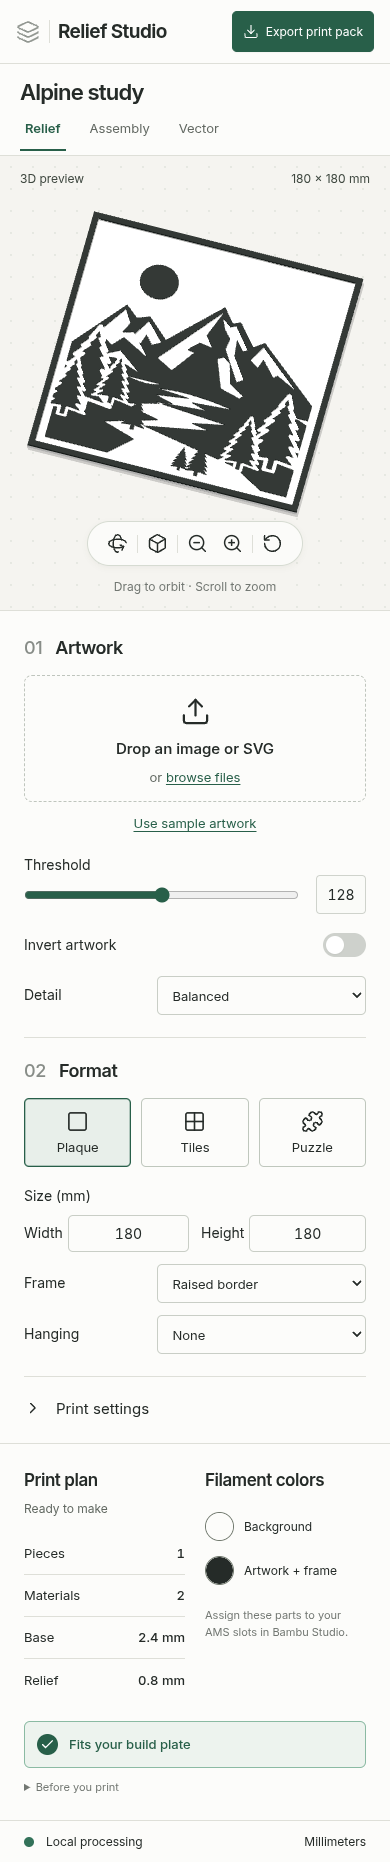 Relief Studio
Export print pack
Alpine study
Relief Assembly Vector
3D preview 180 × 180 mm
Drag to orbit · Scroll to zoom
01 Artwork
Drop an image or SVG
or browse files
Use sample artwork
Threshold
128
Invert artwork
Detail Balanced
02 Format
Plaque Tiles Puzzle
Size (mm)
Width 180 Height 180
Frame Raised border
Hanging None
Print settings
Print plan
Ready to make
Pieces 1
Materials 2
Base 2.4 mm
Relief 0.8 mm
Filament colors
Background
Artwork + frame
Assign these parts to your
AMS slots in Bambu Studio.
Fits your build plate
Before you print
Local processing Millimeters